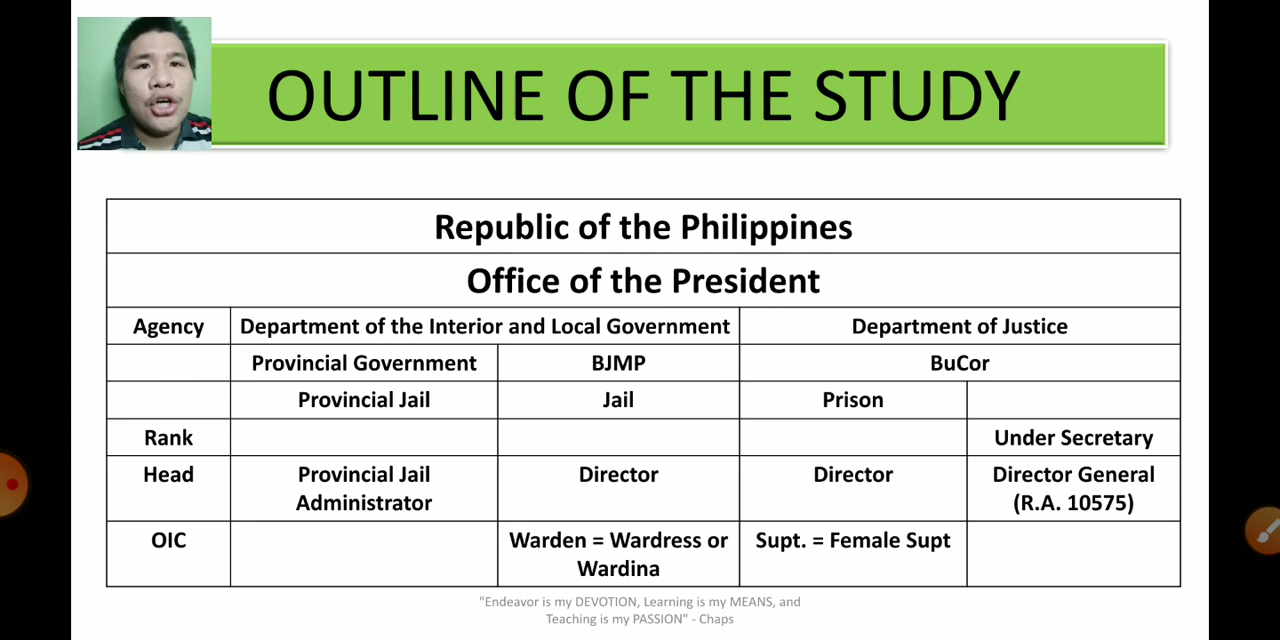 OUTLINE OF THE STUDY
Republic of the Philippines
Office of the President
Agency Department of the Interior and Local Government Department of Justice
Provincial Government BJMP BuCor
Provincial Jail Jail Prison
Rank Under Secretary
Head Provincial Jail Administrator Director Director Director General (R.A. 10575)
OIC Warden = Wardress or Wardina Supt. = Female Supt
"Endeavor is my DEVOTION, Learning is my MEANS, and
Teaching is my PASSION" - Chaps